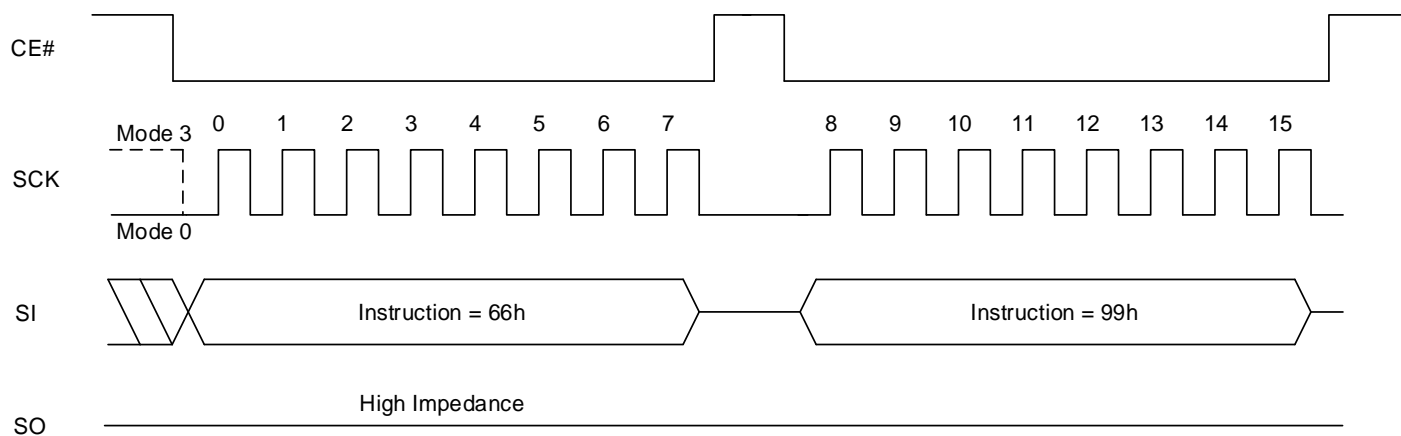 CE#
Mode 3 0 1 2 3 4 5 6 7 8 9 10 11 12 13 14 15
SCK
Mode 0
SI Instruction = 66h Instruction = 99h
High Impedance
SO